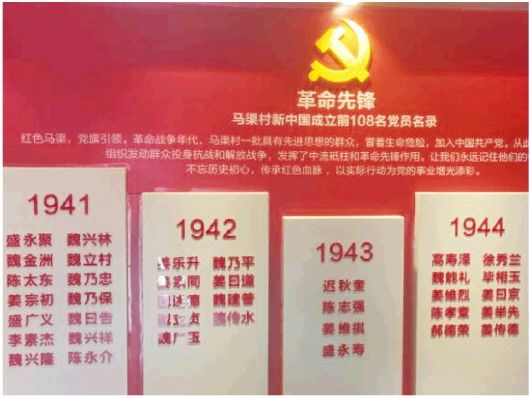 革命先锋
马渠村新中国成立前108名党员名录
红色马渠，党旗引领。革命战争年代，马渠村一批具有先进思想的群众，冒着生命危险，加入中国共产党，从此
组织发动群众投身抗战和解放战争，发挥了中流砥柱和革命先锋作用。让我们永远记住他们的
不忘历史初心，传承红色血脉，以实际行动为党的事业增光添彩。
1941
盛永聚 魏兴林
魏金洲 魏立村
陈太东 魏乃忠
姜宗初 魏乃保
盛广义 魏日告
李素杰 魏兴祥
魏兴隆 陈永介
1942
姜乐升 魏乃平
姜 同 姜日道
魏 德 魏建普
魏 贞 魏传水
魏广玉
1943
迟秋奎
陈志强
姜维祺
盛永寿
1944
高寿泽 徐秀兰
魏能礼 毕相玉
姜维烈 姜日京
陈孝章 姜举先
郝德荣 姜传德